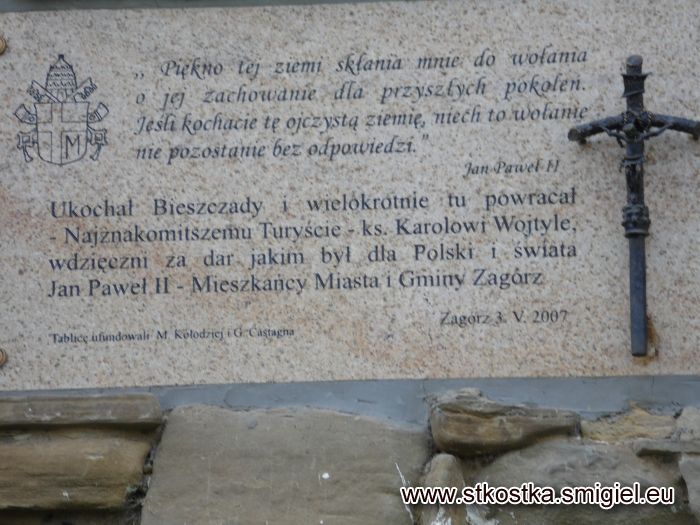 „ Piękno tej ziemi skłania mnie do wołania
o jej zachowanie dla przyszłych pokoleń.
Jeśli kochacie tę ojczystą ziemię, niech to wołanie
nie pozostanie bez odpowiedzi.”
Jan Paweł II
M
Ukochał Bieszczady i wielokrotnie tu powracał
- Najznakomitszemu Turyście - ks. Karolowi Wojtyle,
wdzięczni za dar jakim był dla Polski i świata
Jan Paweł II - Mieszkańcy Miasta i Gminy Zagórz
Zagórz 3. V. 2007
Tablicę ufundowali M. Kołodziej i G. Castagna
www.stkostka.smigiel.eu